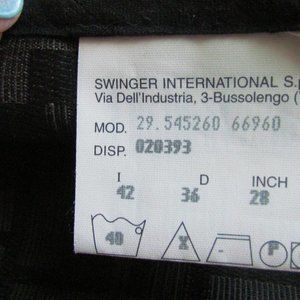 SWINGER INTERNATIONAL S.p
Via Dell'Industria, 3-Bussolengo (
MOD. 29.545260 66960
DISP. 020393
I D INCH
42 36 28
40 F